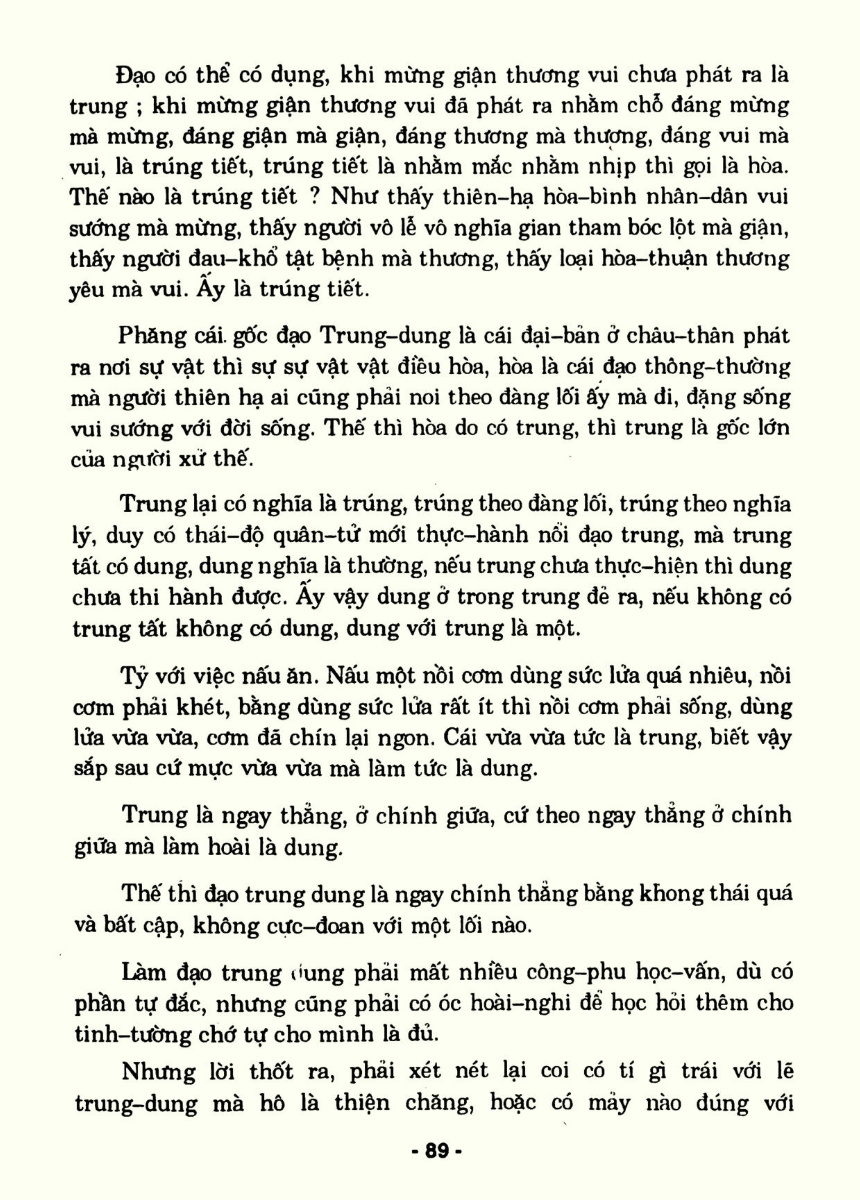 Đạo có thể có dụng, khi mừng giận thương vui chưa phát ra là
trung ; khi mừng giận thương vui đã phát ra nhằm chỗ đáng mừng
mà mừng, đáng giận mà giận, đáng thương mà thương, đáng vui mà
vui, là trúng tiết, trúng tiết là nhằm mắc nhằm nhịp thì gọi là hòa.
Thế nào là trúng tiết ? Như thấy thiên–hạ hòa–bình nhân–dân vui
sướng mà mừng, thấy người vô lễ vô nghĩa gian tham bóc lột mà giận,
thấy người đau–khổ tật bệnh mà thương, thấy loại hòa–thuận thương
yêu mà vui. Ấy là trúng tiết.
Phăng cái gốc đạo Trung–dung là cái đại–bản ở châu–thân phát
ra nơi sự vật thì sự sự vật vật điều hòa, hòa là cái đạo thông–thường
mà người thiên hạ ai cũng phải noi theo đàng lối ấy mà đi, đặng sống
vui sướng với đời sống. Thế thì hòa do có trung, thì trung là gốc lớn
của người xử thế.
Trung lại có nghĩa là trúng, trúng theo đàng lối, trúng theo nghĩa
lý, duy có thái–độ quân–tử mới thực–hành nổi đạo trung, mà trung
tất có dung, dung nghĩa là thường, nếu trung chưa thực–hiện thì dung
chưa thi hành được. Ấy vậy dung ở trong trung đẻ ra, nếu không có
trung tất không có dung, dung với trung là một.
Tỷ với việc nấu ăn. Nấu một nồi cơm dùng sức lửa quá nhiêu, nồi
cơm phải khét, bằng dùng sức lửa rất ít thì nồi cơm phải sống, dùng
lửa vừa vừa, cơm đã chín lại ngon. Cái vừa vừa tức là trung, biết vậy
sắp sau cứ mực vừa vừa mà làm tức là dung.
Trung là ngay thẳng, ở chính giữa, cứ theo ngay thẳng ở chính
giữa mà làm hoài là dung.
Thế thì đạo trung dung là ngay chính thẳng bằng không thái quá
và bất cập, không cực–đoan với một lối nào.
Làm đạo trung dung phải mất nhiều công–phu học–vấn, dù có
phần tự đắc, nhưng cũng phải có óc hoài–nghi để học hỏi thêm cho
tinh–tường chớ tự cho mình là đủ.
Nhưng lời thốt ra, phải xét nét lại coi có tí gì trái với lẽ
trung–dung mà hô là thiện chăng, hoặc có mảy nào đúng với
- 89 -